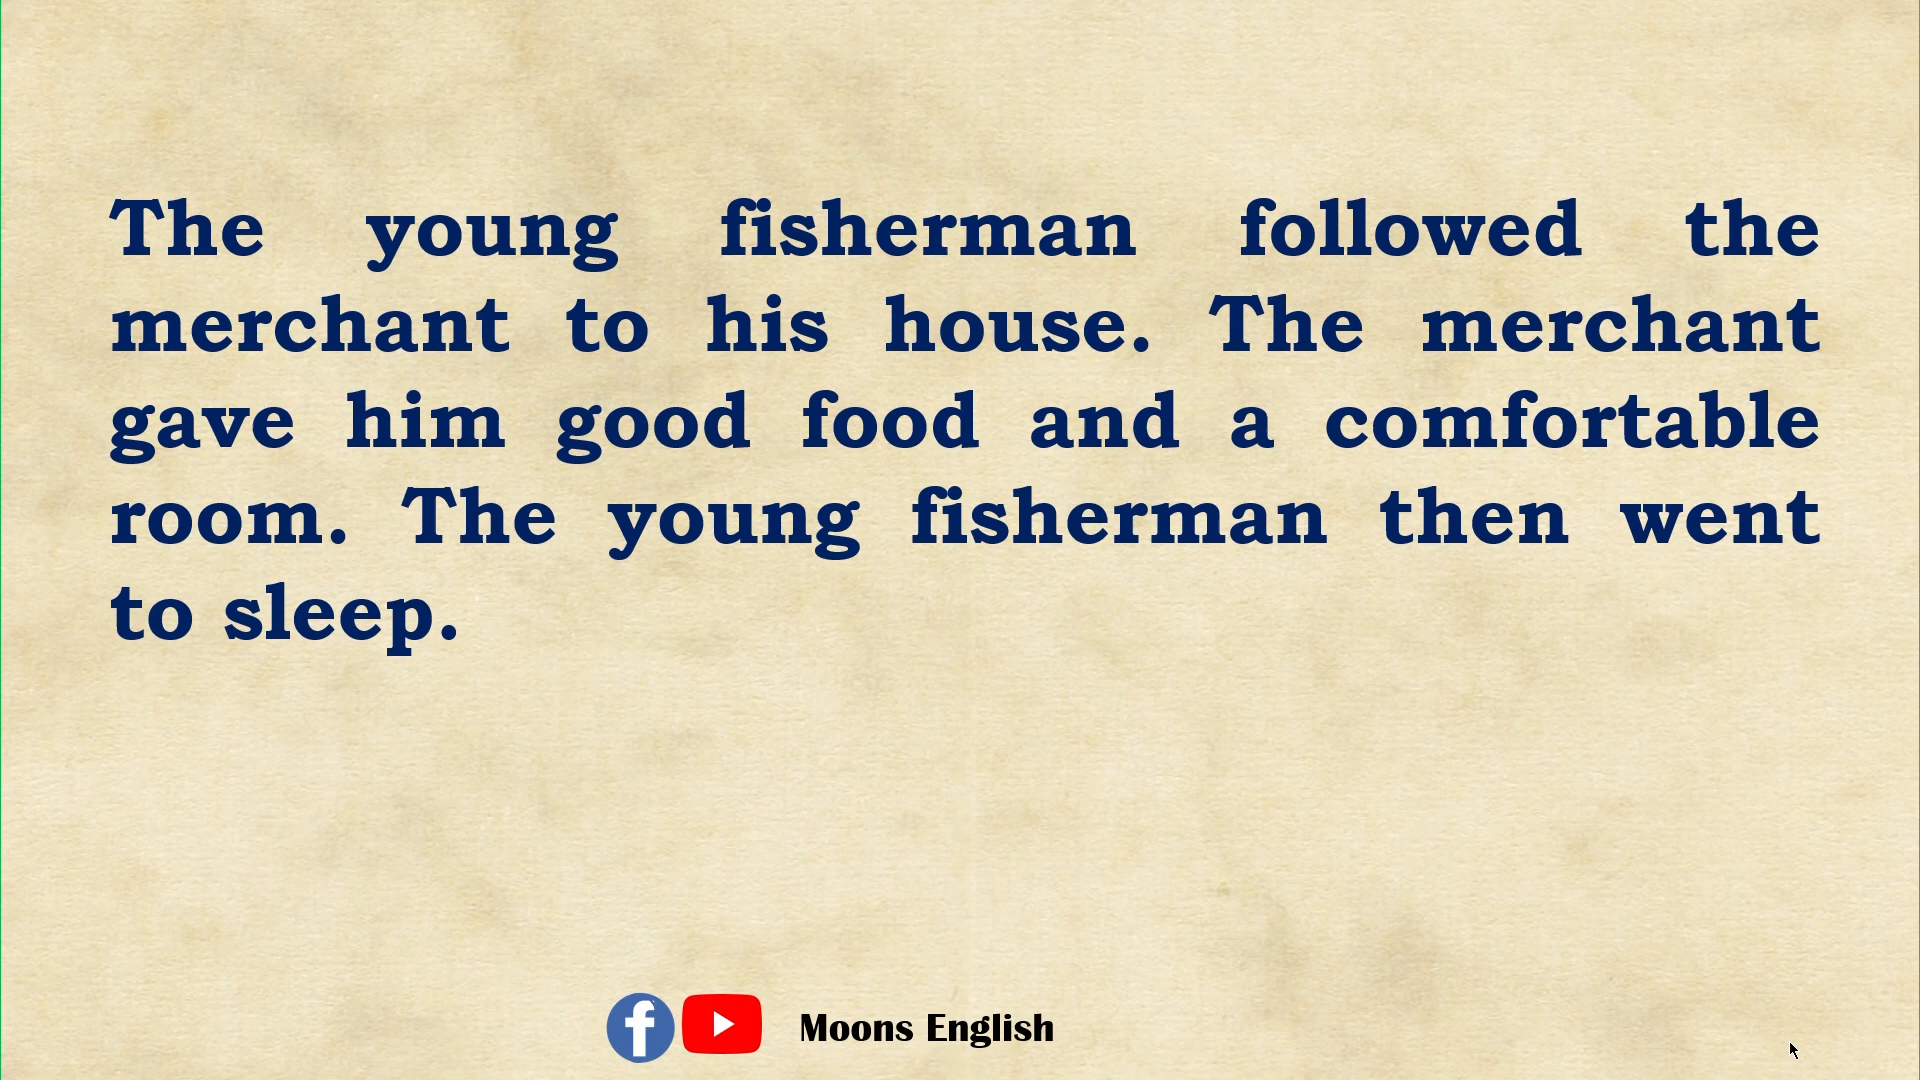 The young fisherman followed the
merchant to his house. The merchant
gave him good food and a comfortable
room. The young fisherman then went
to sleep.
Moons English